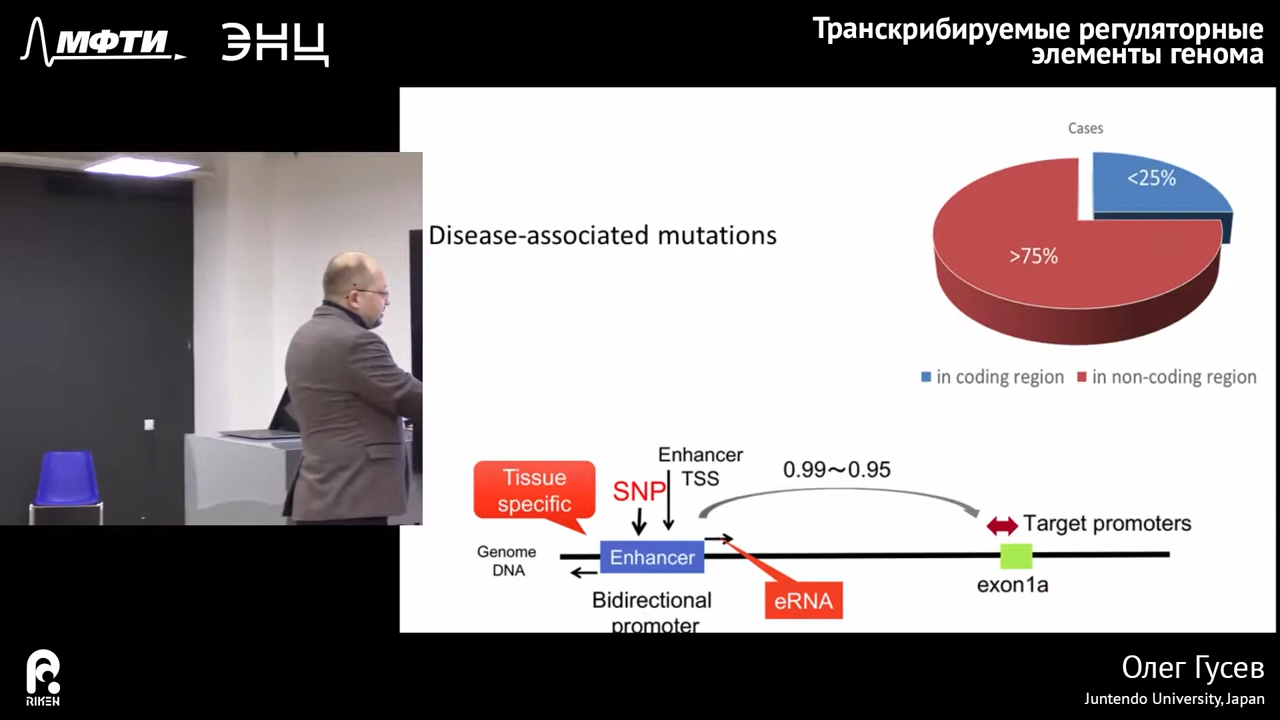 МФТИ
ЭНЦ
Транскрибируемые регуляторные
элементы генома
Cases
<25%
>75%
Disease-associated mutations
in coding region
in non-coding region
Tissue
specific
SNP
Enhancer
TSS
0.99～0.95
Target promoters
Genome
DNA
Enhancer
exon1a
Bidirectional
promoter
eRNA
RIKEN
Олег Гусев
Juntendo University, Japan